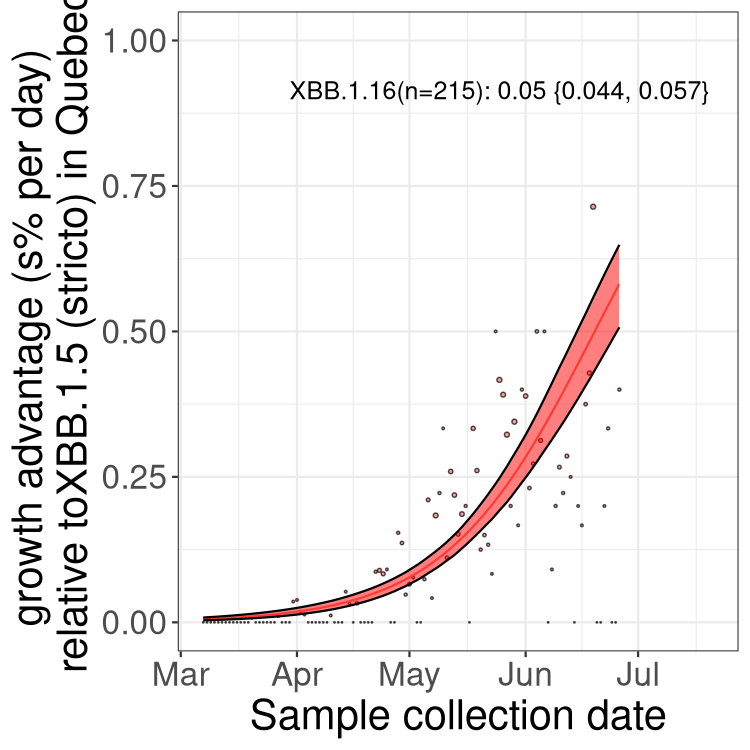 growth advantage (s% per day)
relative toXBB.1.5 (stricto) in Quebec
1.00
0.75
0.50
0.25
0.00
XBB.1.16(n=215): 0.05 {0.044, 0.057}
Mar Apr May Jun Jul
Sample collection date